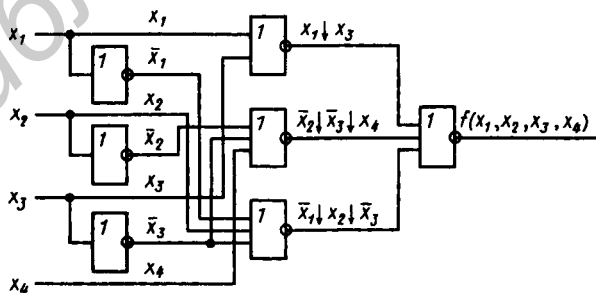 x₁
x₁
1
x₁↓x₃
1
x̄₁
x₂
x₂
1
x̄₂
1
x̄₂↓x̄₃↓x₄
1
f(x₁,x₂,x₃,x₄)
x₃
x₃
1
x̄₃
1
x̄₁↓x₂↓x̄₃
x₄
x₄